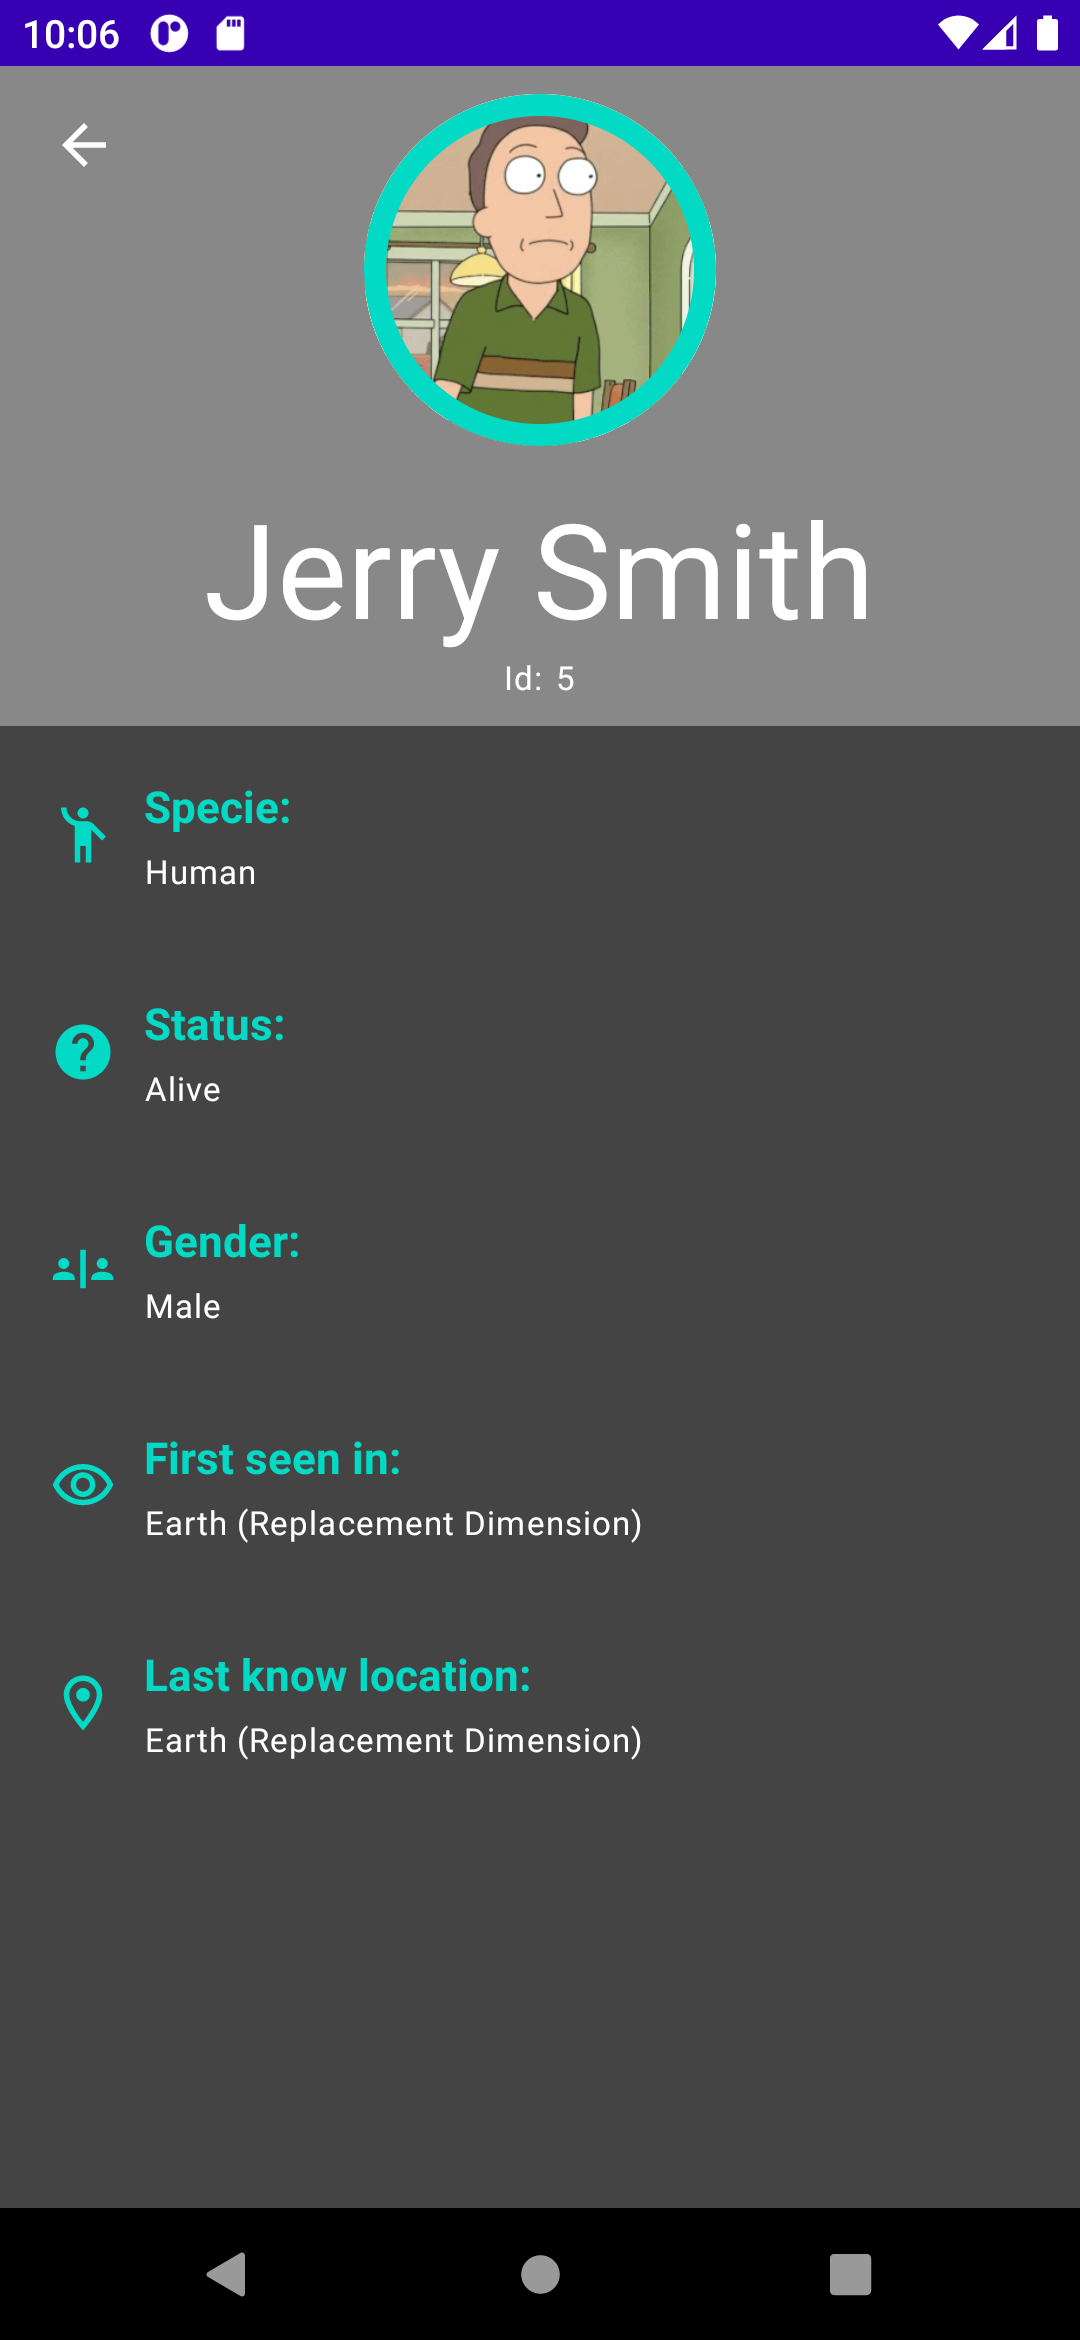 10:06
Jerry Smith
Id: 5
Specie:
Human
Status:
Alive
Gender:
Male
First seen in:
Earth (Replacement Dimension)
Last know location:
Earth (Replacement Dimension)